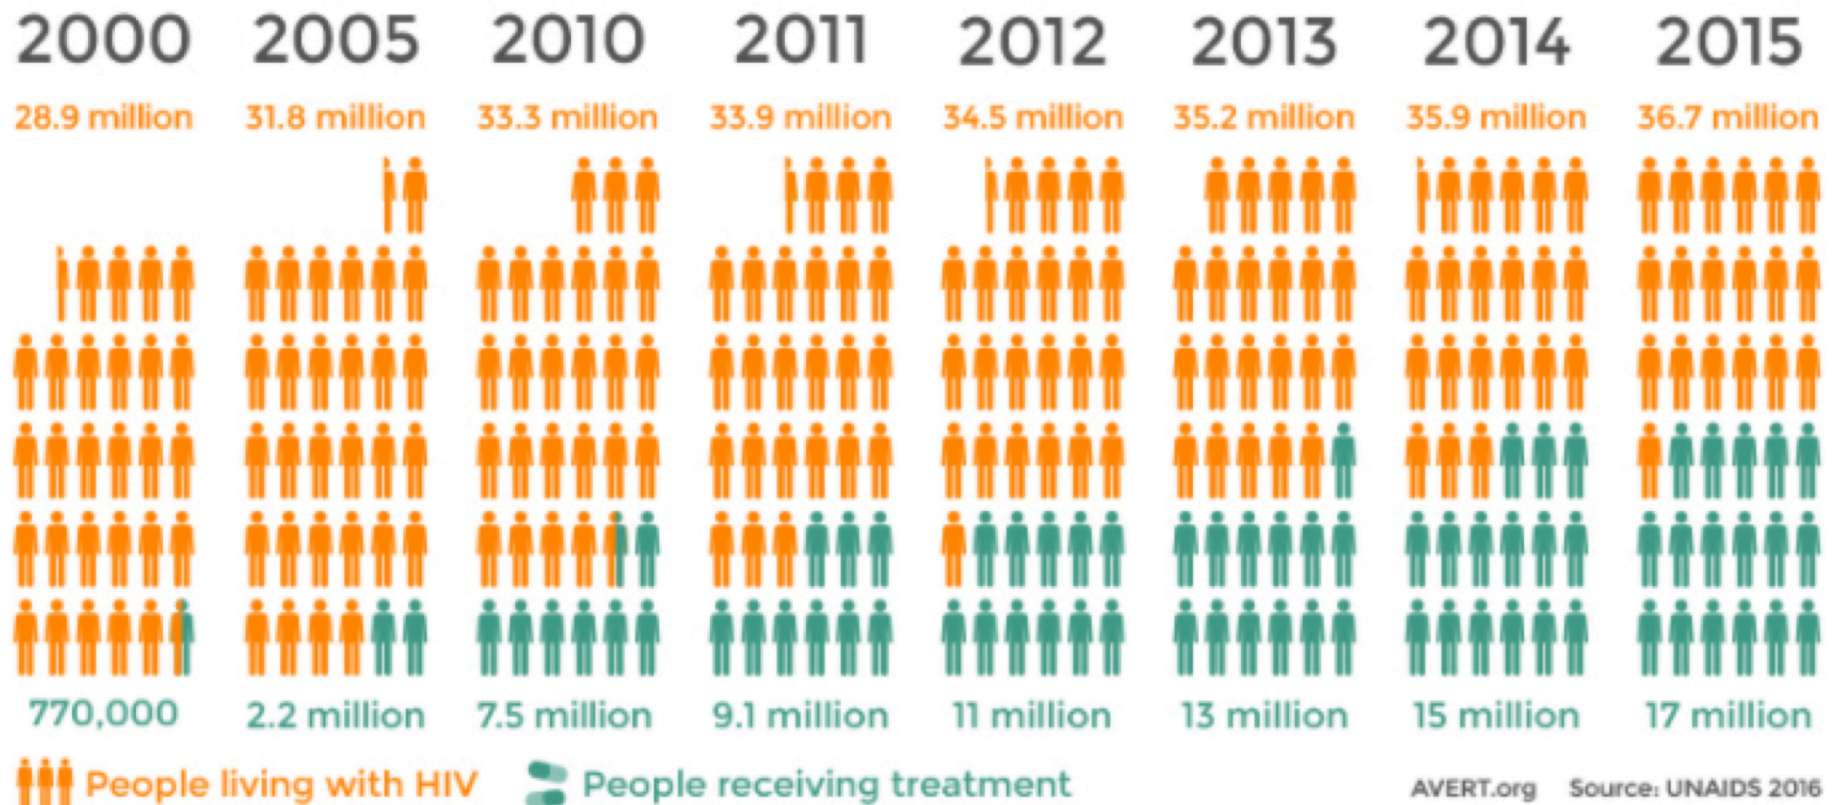 2000 2005 2010 2011 2012 2013 2014 2015
28.9 million 31.8 million 33.3 million 33.9 million 34.5 million 35.2 million 35.9 million 36.7 million
770,000 2.2 million 7.5 million 9.1 million 11 million 13 million 15 million 17 million
People living with HIV People receiving treatment AVERT.org Source: UNAIDS 2016